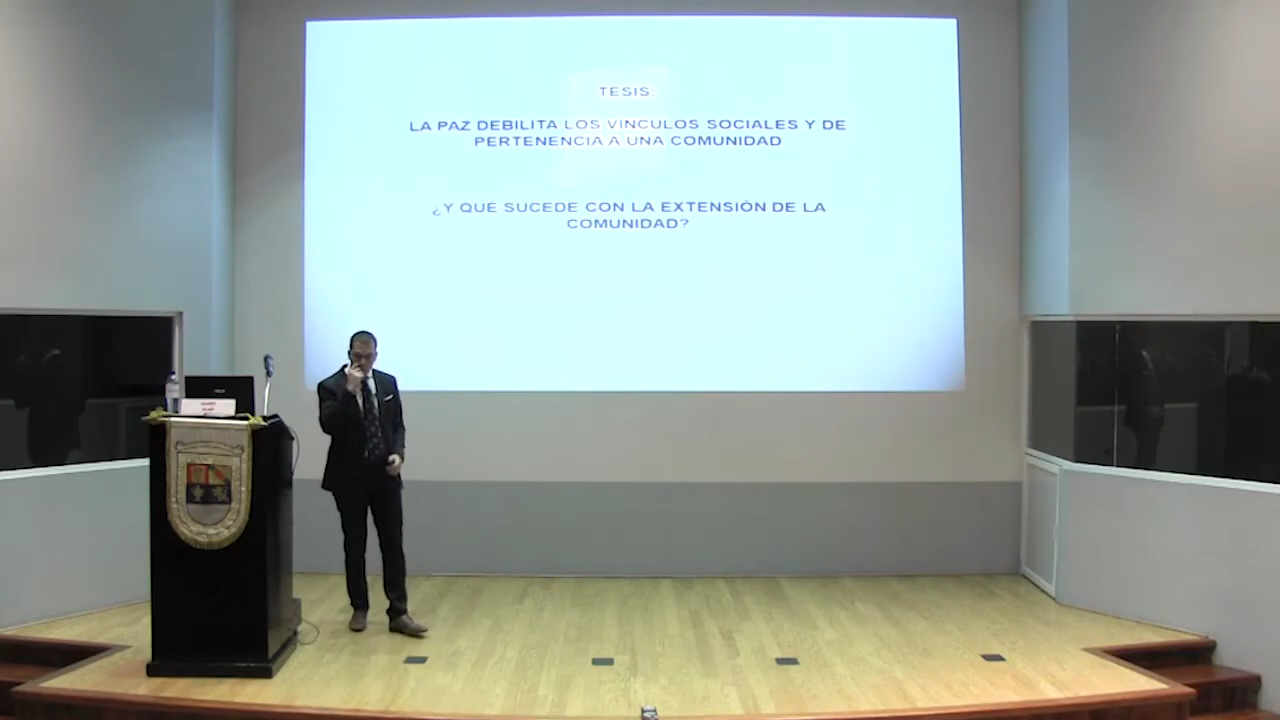 TESIS:
LA PAZ DEBILITA LOS VINCULOS SOCIALES Y DE
PERTENENCIA A UNA COMUNIDAD
¿Y QUE SUCEDE CON LA EXTENSIÓN DE LA
COMUNIDAD?